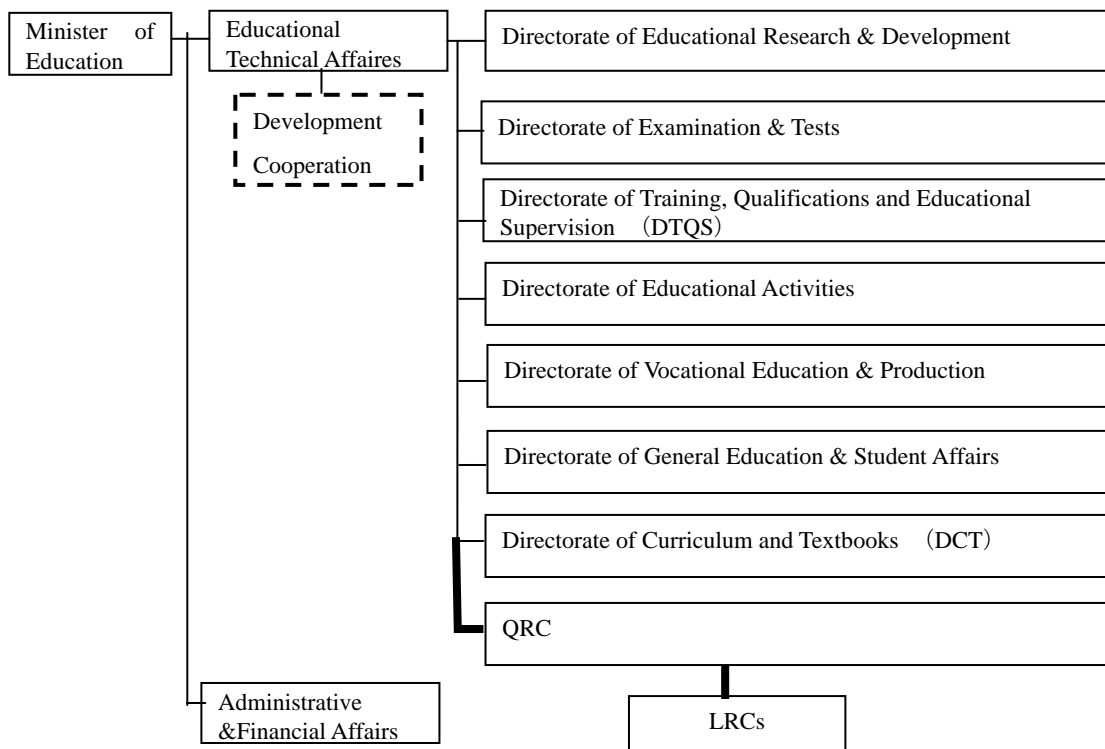 Minister of
Education
Educational
Technical Affaires
Development
Cooperation
Directorate of Educational Research & Development
Directorate of Examination & Tests
Directorate of Training, Qualifications and Educational
Supervision （DTQS）
Directorate of Educational Activities
Directorate of Vocational Education & Production
Directorate of General Education & Student Affairs
Directorate of Curriculum and Textbooks （DCT）
QRC
LRCs
Administrative
&Financial Affairs